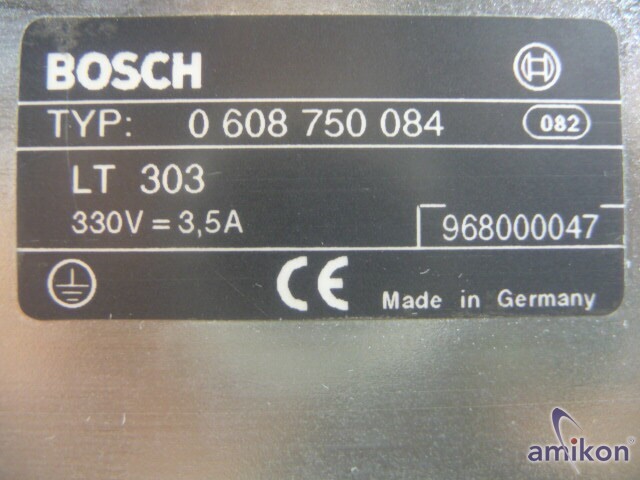 BOSCH
TYP: 0 608 750 084 082
LT 303
330V = 3,5A 968000047
CE Made in Germany
amikon®